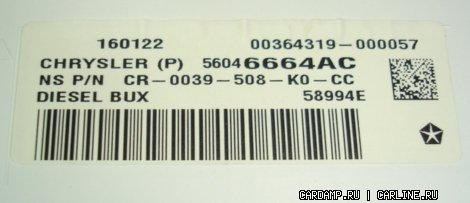 160122 00364319-000057
CHRYSLER (P) 56046664AC
NS P/N CR-0039-508-K0-CC
DIESEL BUX 58994E
CARDAMP.RU | CARLINE.RU